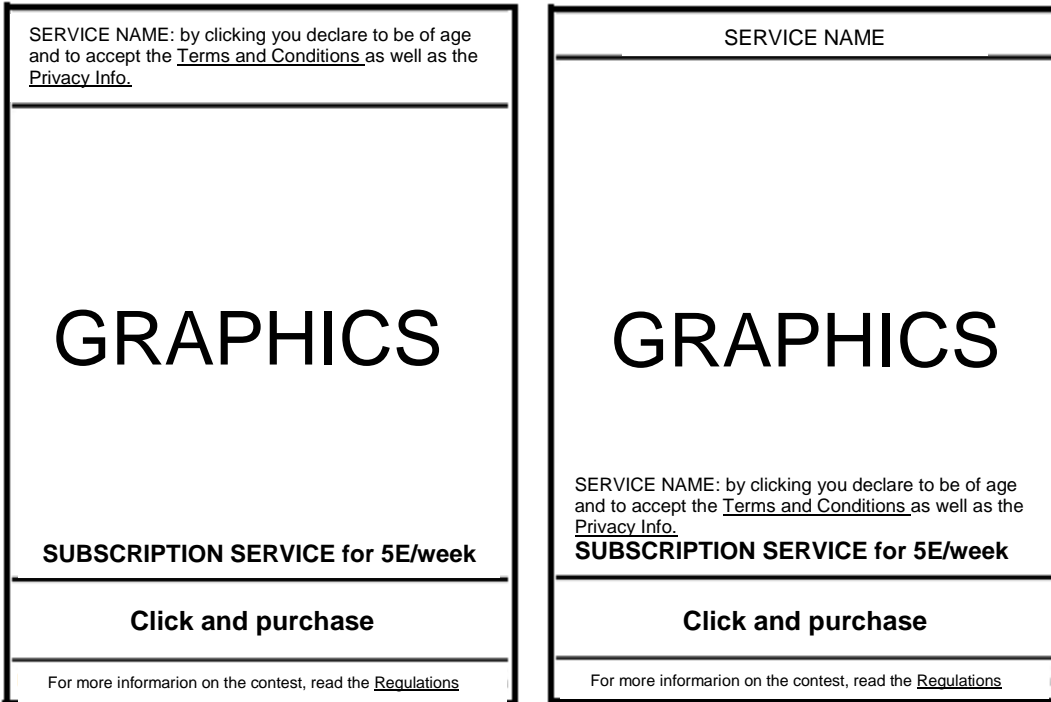 SERVICE NAME: by clicking you declare to be of age
and to accept the Terms and Conditions as well as the
Privacy Info.
GRAPHICS
SUBSCRIPTION SERVICE for 5E/week
Click and purchase
For more informarion on the contest, read the Regulations
SERVICE NAME
GRAPHICS
SERVICE NAME: by clicking you declare to be of age
and to accept the Terms and Conditions as well as the
Privacy Info.
SUBSCRIPTION SERVICE for 5E/week
Click and purchase
For more informarion on the contest, read the Regulations